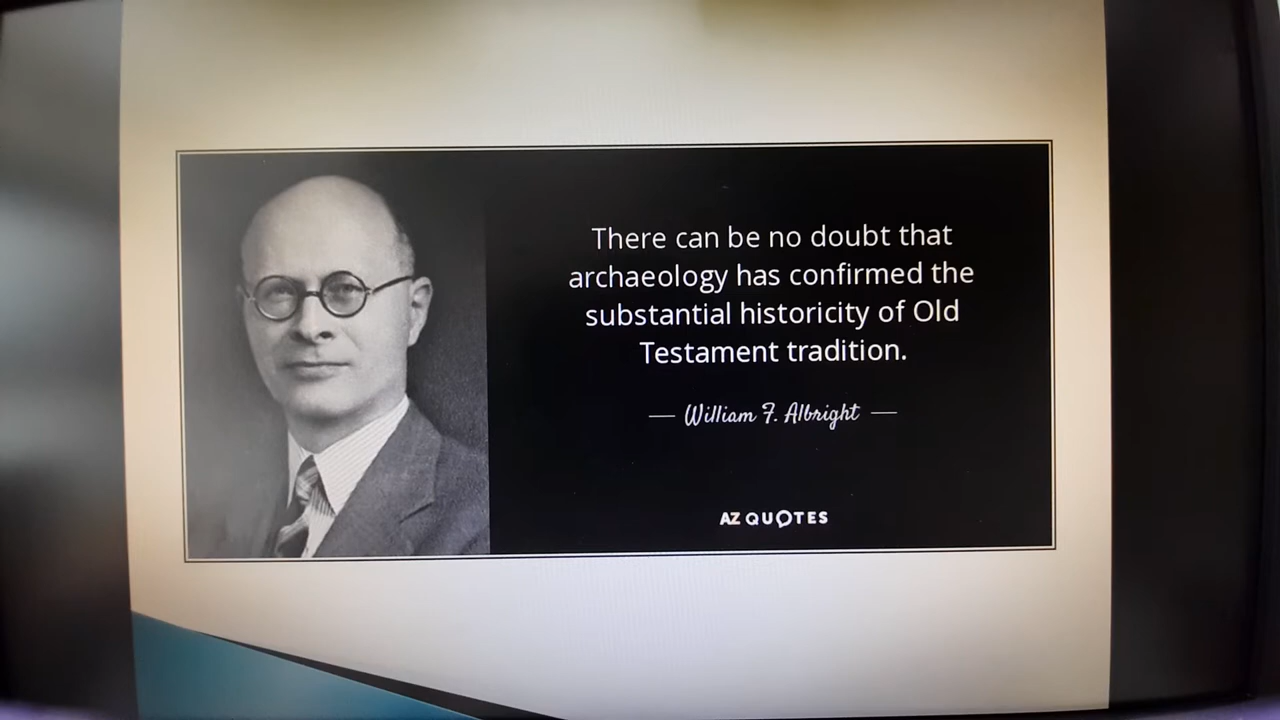 There can be no doubt that
archaeology has confirmed the
substantial historicity of Old
Testament tradition.
— William F. Albright —
AZ QUOTES